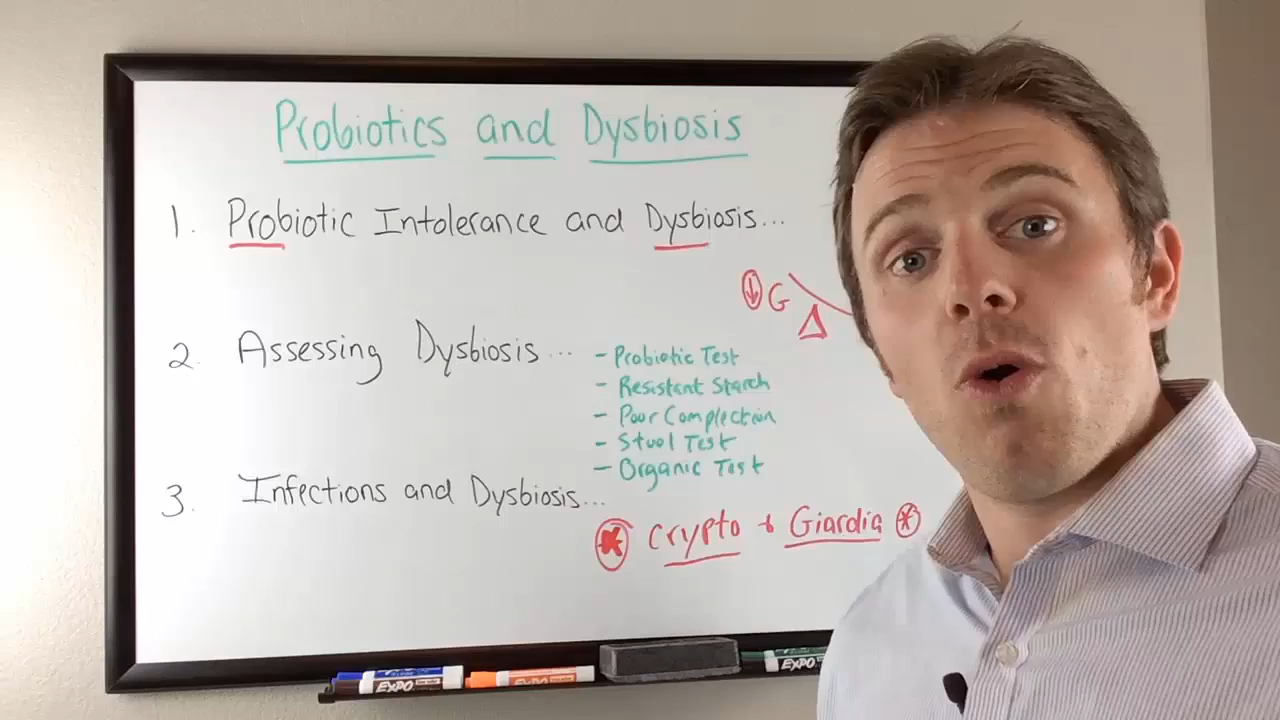 Probiotics and Dysbiosis
1. Probiotic Intolerance and Dysbiosis...
↓ G
2. Assessing Dysbiosis...
- Probiotic Test
- Resistant Starch
- Poor Complection
- Stool Test
- Organic Test
3. Infections and Dysbiosis...
* Crypto + Giardia *
EXPO
EXPO
EXPO